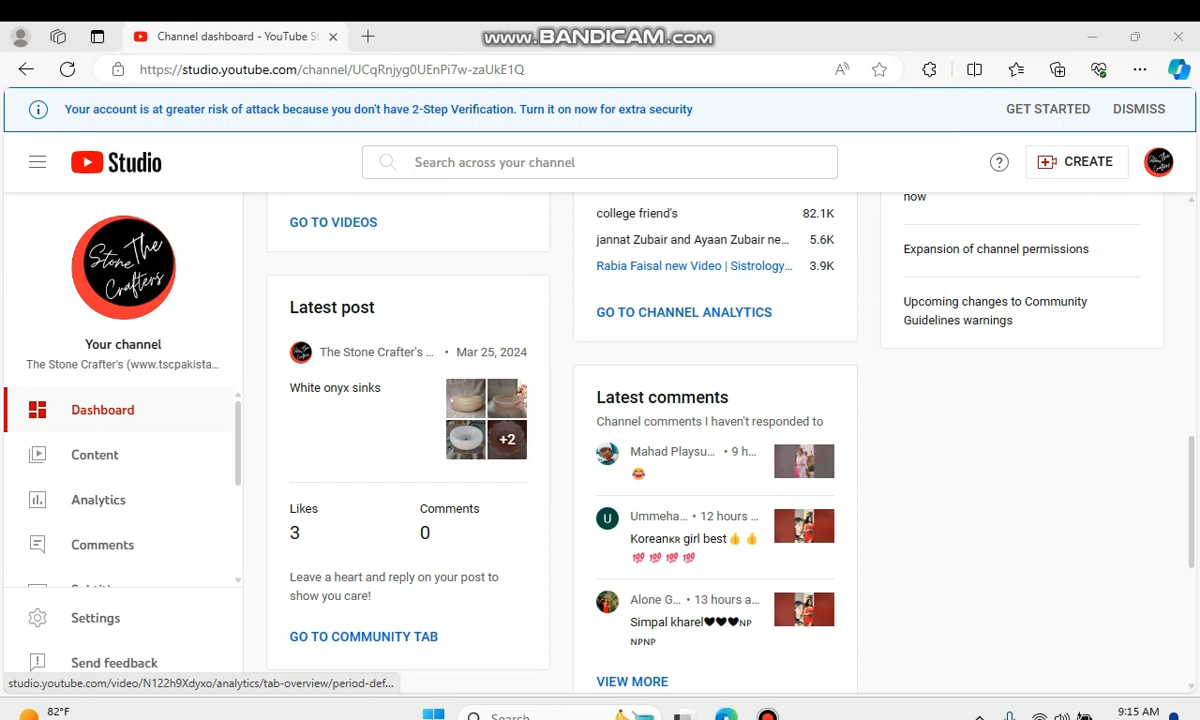 Channel dashboard - YouTube St
www.BANDICAM.com
https://studio.youtube.com/channel/UCqRnjyg0UEnPi7w-zaUkE1Q
Your account is at greater risk of attack because you don't have 2-Step Verification. Turn it on now for extra security
GET STARTED
DISMISS
Studio
Search across your channel
CREATE
The
Stone
Crafters
Your channel
The Stone Crafter's (www.tscpakista...
Dashboard
Content
Analytics
Comments
Settings
Send feedback
GO TO VIDEOS
Latest post
The Stone Crafter's ... • Mar 25, 2024
White onyx sinks
+2
Likes
Comments
3
0
Leave a heart and reply on your post to
show you care!
GO TO COMMUNITY TAB
college friend's 82.1K
jannat Zubair and Ayaan Zubair ne... 5.6K
Rabia Faisal new Video | Sistrology... 3.9K
GO TO CHANNEL ANALYTICS
Latest comments
Channel comments I haven't responded to
Mahad Playsu... • 9 h...
😂
U
Ummeha... • 12 hours ...
Korean🇰🇷 girl best👍👍
💯💯💯💯
Alone G... • 13 hours a...
Simpal kharel♥♥♥🇳🇵
🇳🇵🇳🇵
VIEW MORE
now
Expansion of channel permissions
Upcoming changes to Community
Guidelines warnings
studio.youtube.com/video/N122h9Xdyxo/analytics/tab-overview/period-def...
82°F
Search
9:15 AM